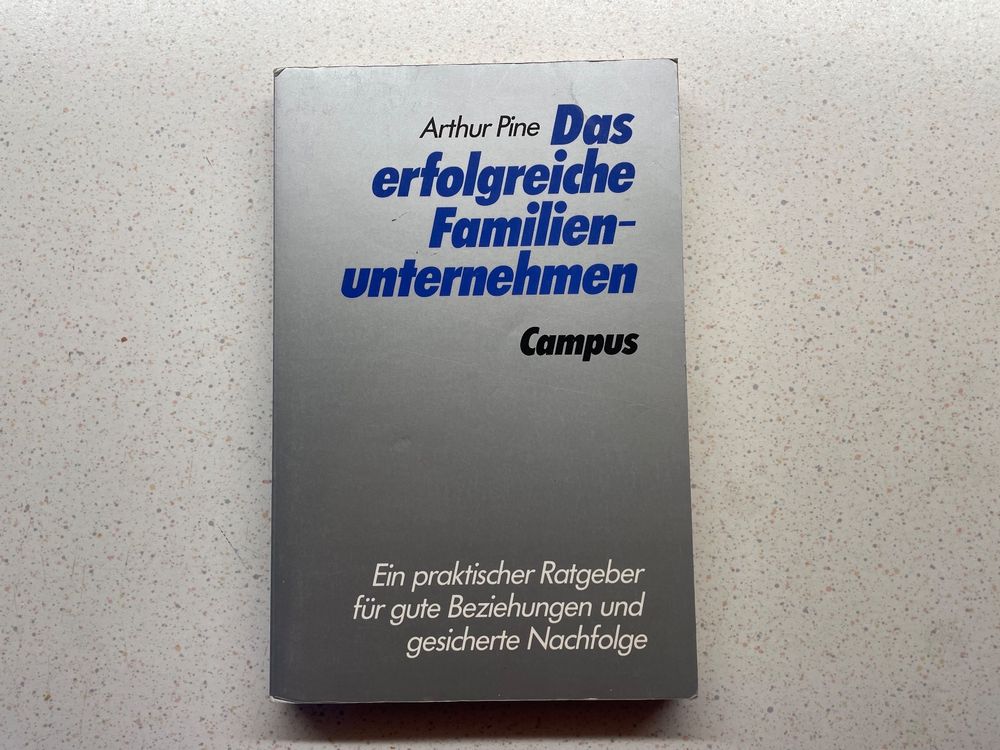 Arthur Pine Das
erfolgreiche
Familien-
unternehmen
Campus
Ein praktischer Ratgeber
für gute Beziehungen und
gesicherte Nachfolge